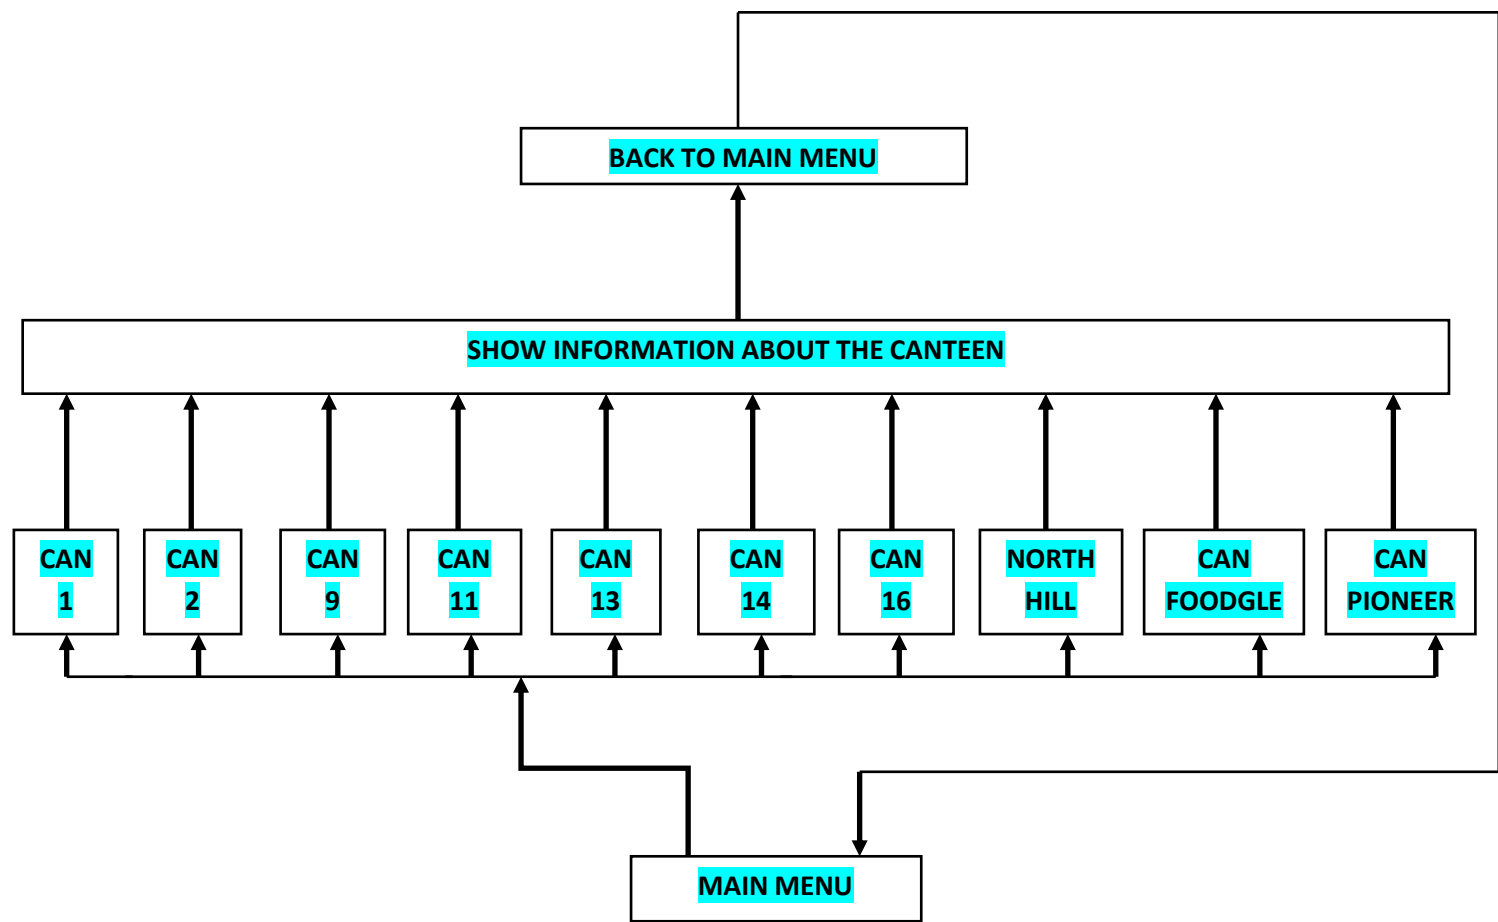 BACK TO MAIN MENU
SHOW INFORMATION ABOUT THE CANTEEN
CAN
1
CAN
2
CAN
9
CAN
11
CAN
13
CAN
14
CAN
16
NORTH
HILL
CAN
FOODGLE
CAN
PIONEER
MAIN MENU